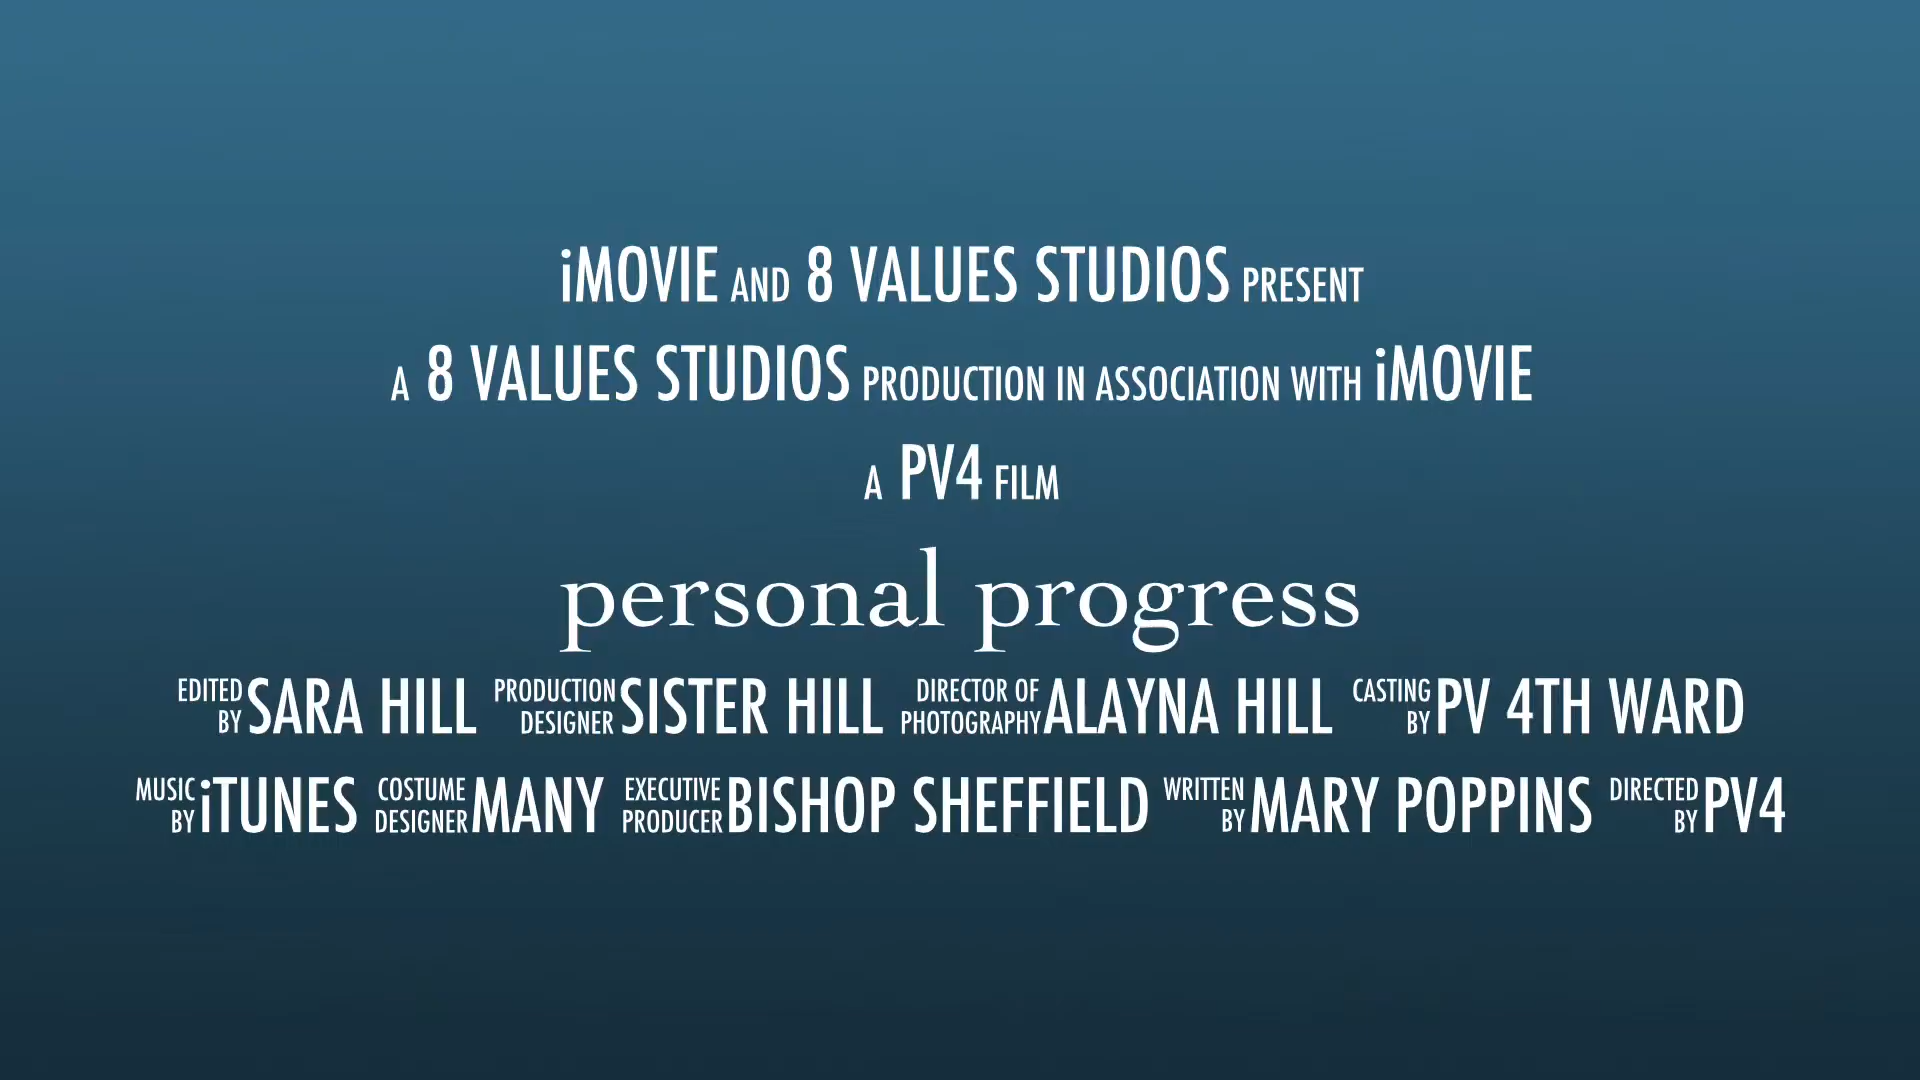 iMOVIE AND 8 VALUES STUDIOS PRESENT
A 8 VALUES STUDIOS PRODUCTION IN ASSOCIATION WITH iMOVIE
A PV4 FILM
personal progress
EDITED BY SARA HILL PRODUCTION DESIGNER SISTER HILL DIRECTOR OF PHOTOGRAPHY ALAYNA HILL CASTING BY PV 4TH WARD
MUSIC BY iTUNES COSTUME DESIGNER MANY EXECUTIVE PRODUCER BISHOP SHEFFIELD WRITTEN BY MARY POPPINS DIRECTED BY PV4